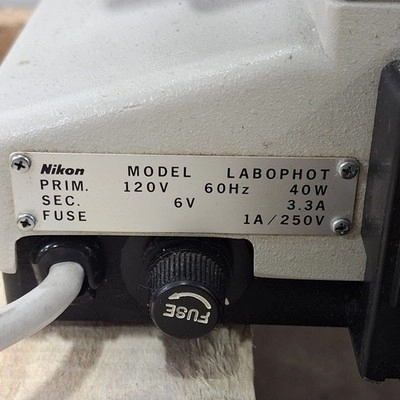 Nikon MODEL LABOPHOT
PRIM. 120V 60Hz 40W
SEC. 6V 3.3A
FUSE 1A/250V
FUSE